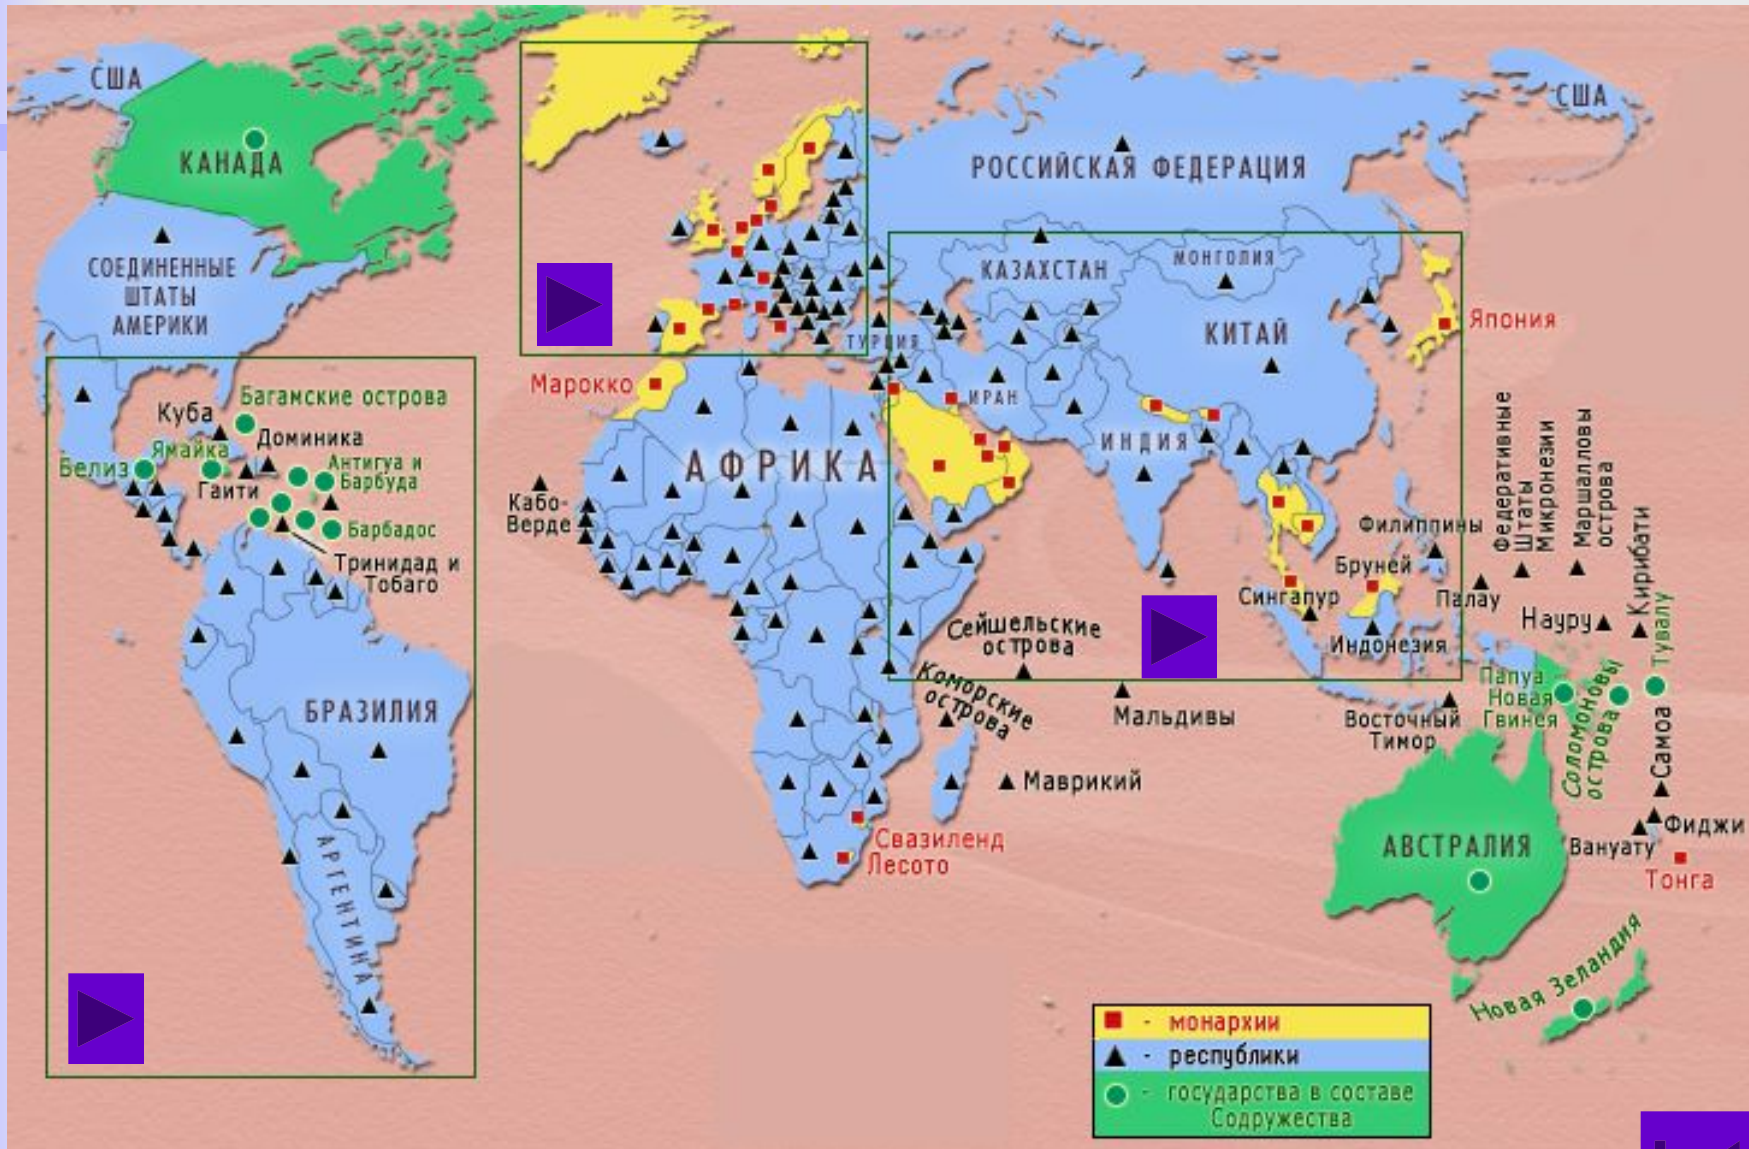 США
КАНАДА
СОЕДИНЕННЫЕ
ШТАТЫ
АМЕРИКИ
РОССИЙСКАЯ ФЕДЕРАЦИЯ
США
КАЗАХСТАН
МОНГОЛИЯ
КИТАЙ
Япония
ТУРЦИЯ
ИРАН
ИНДИЯ
Марокко
АФРИКА
Кабо-
Верде
Багамские острова
Куба
Доминика
Ямайка
Белиз
Гаити
Антигуа и
Барбуда
Барбадос
Тринидад и
Тобаго
БРАЗИЛИЯ
АРГЕНТИНА
Сейшельские
острова
Коморские
острова
Мальдивы
Маврикий
Свазиленд
Лесото
Филиппины
Бруней
Сингапур
Индонезия
Палау
Федеративные
Штаты
Микронезии
Маршалловы
острова
Кирибати
Науру
Тувалу
Папуа
Новая
Гвинея
Соломоновы
острова
Восточный
Тимор
Самоа
Фиджи
Вануату
Тонга
АВСТРАЛИЯ
Новая Зеландия
- монархии
- республики
- государства в составе
Содружества